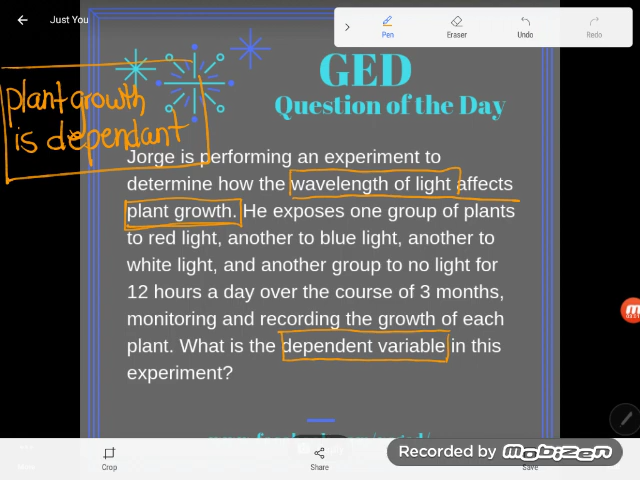 Just You
Pen
Eraser
Undo
Redo
GED
Question of the Day
plant growth
is dependant
Jorge is performing an experiment to
determine how the wavelength of light affects
plant growth. He exposes one group of plants
to red light, another to blue light, another to
white light, and another group to no light for
12 hours a day over the course of 3 months,
monitoring and recording the growth of each
plant. What is the dependent variable in this
experiment?
Crop
Share
Save
Recorded by Mobizen